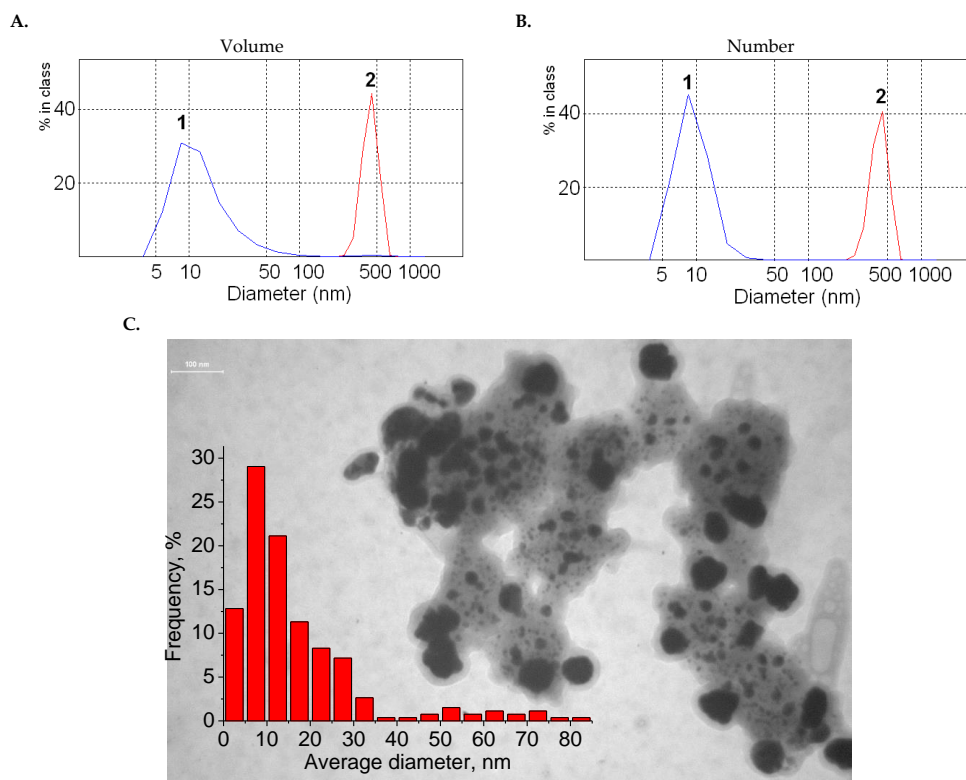 A.
Volume
% in class
40
20
1
2
5 10 50 100 500 1000
Diameter (nm)
B.
Number
% in class
40
20
1
2
5 10 50 100 500 1000
Diameter (nm)
C.
100 nm
Frequency, %
30
25
20
15
10
5
0
0 10 20 30 40 50 60 70 80
Average diameter, nm